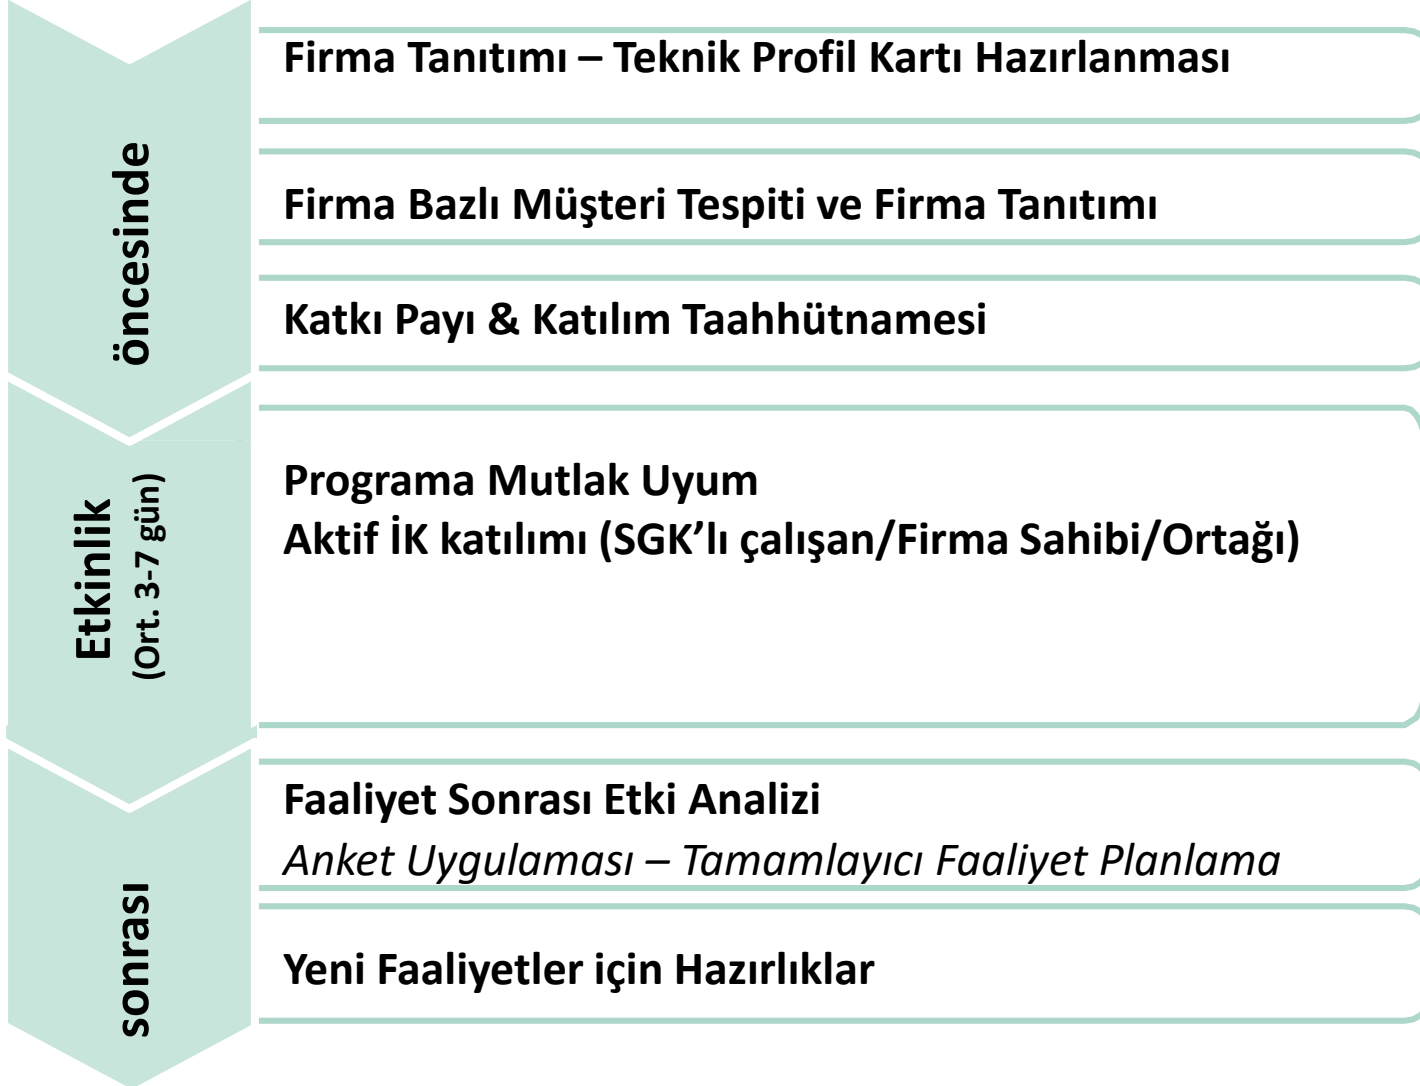 öncesinde
Firma Tanıtımı – Teknik Profil Kartı Hazırlanması
Firma Bazlı Müşteri Tespiti ve Firma Tanıtımı
Katkı Payı & Katılım Taahhütnamesi
Etkinlik
(Ort. 3-7 gün)
Programa Mutlak Uyum
Aktif İK katılımı (SGK’lı çalışan/Firma Sahibi/Ortağı)
sonrası
Faaliyet Sonrası Etki Analizi
Anket Uygulaması – Tamamlayıcı Faaliyet Planlama
Yeni Faaliyetler için Hazırlıklar